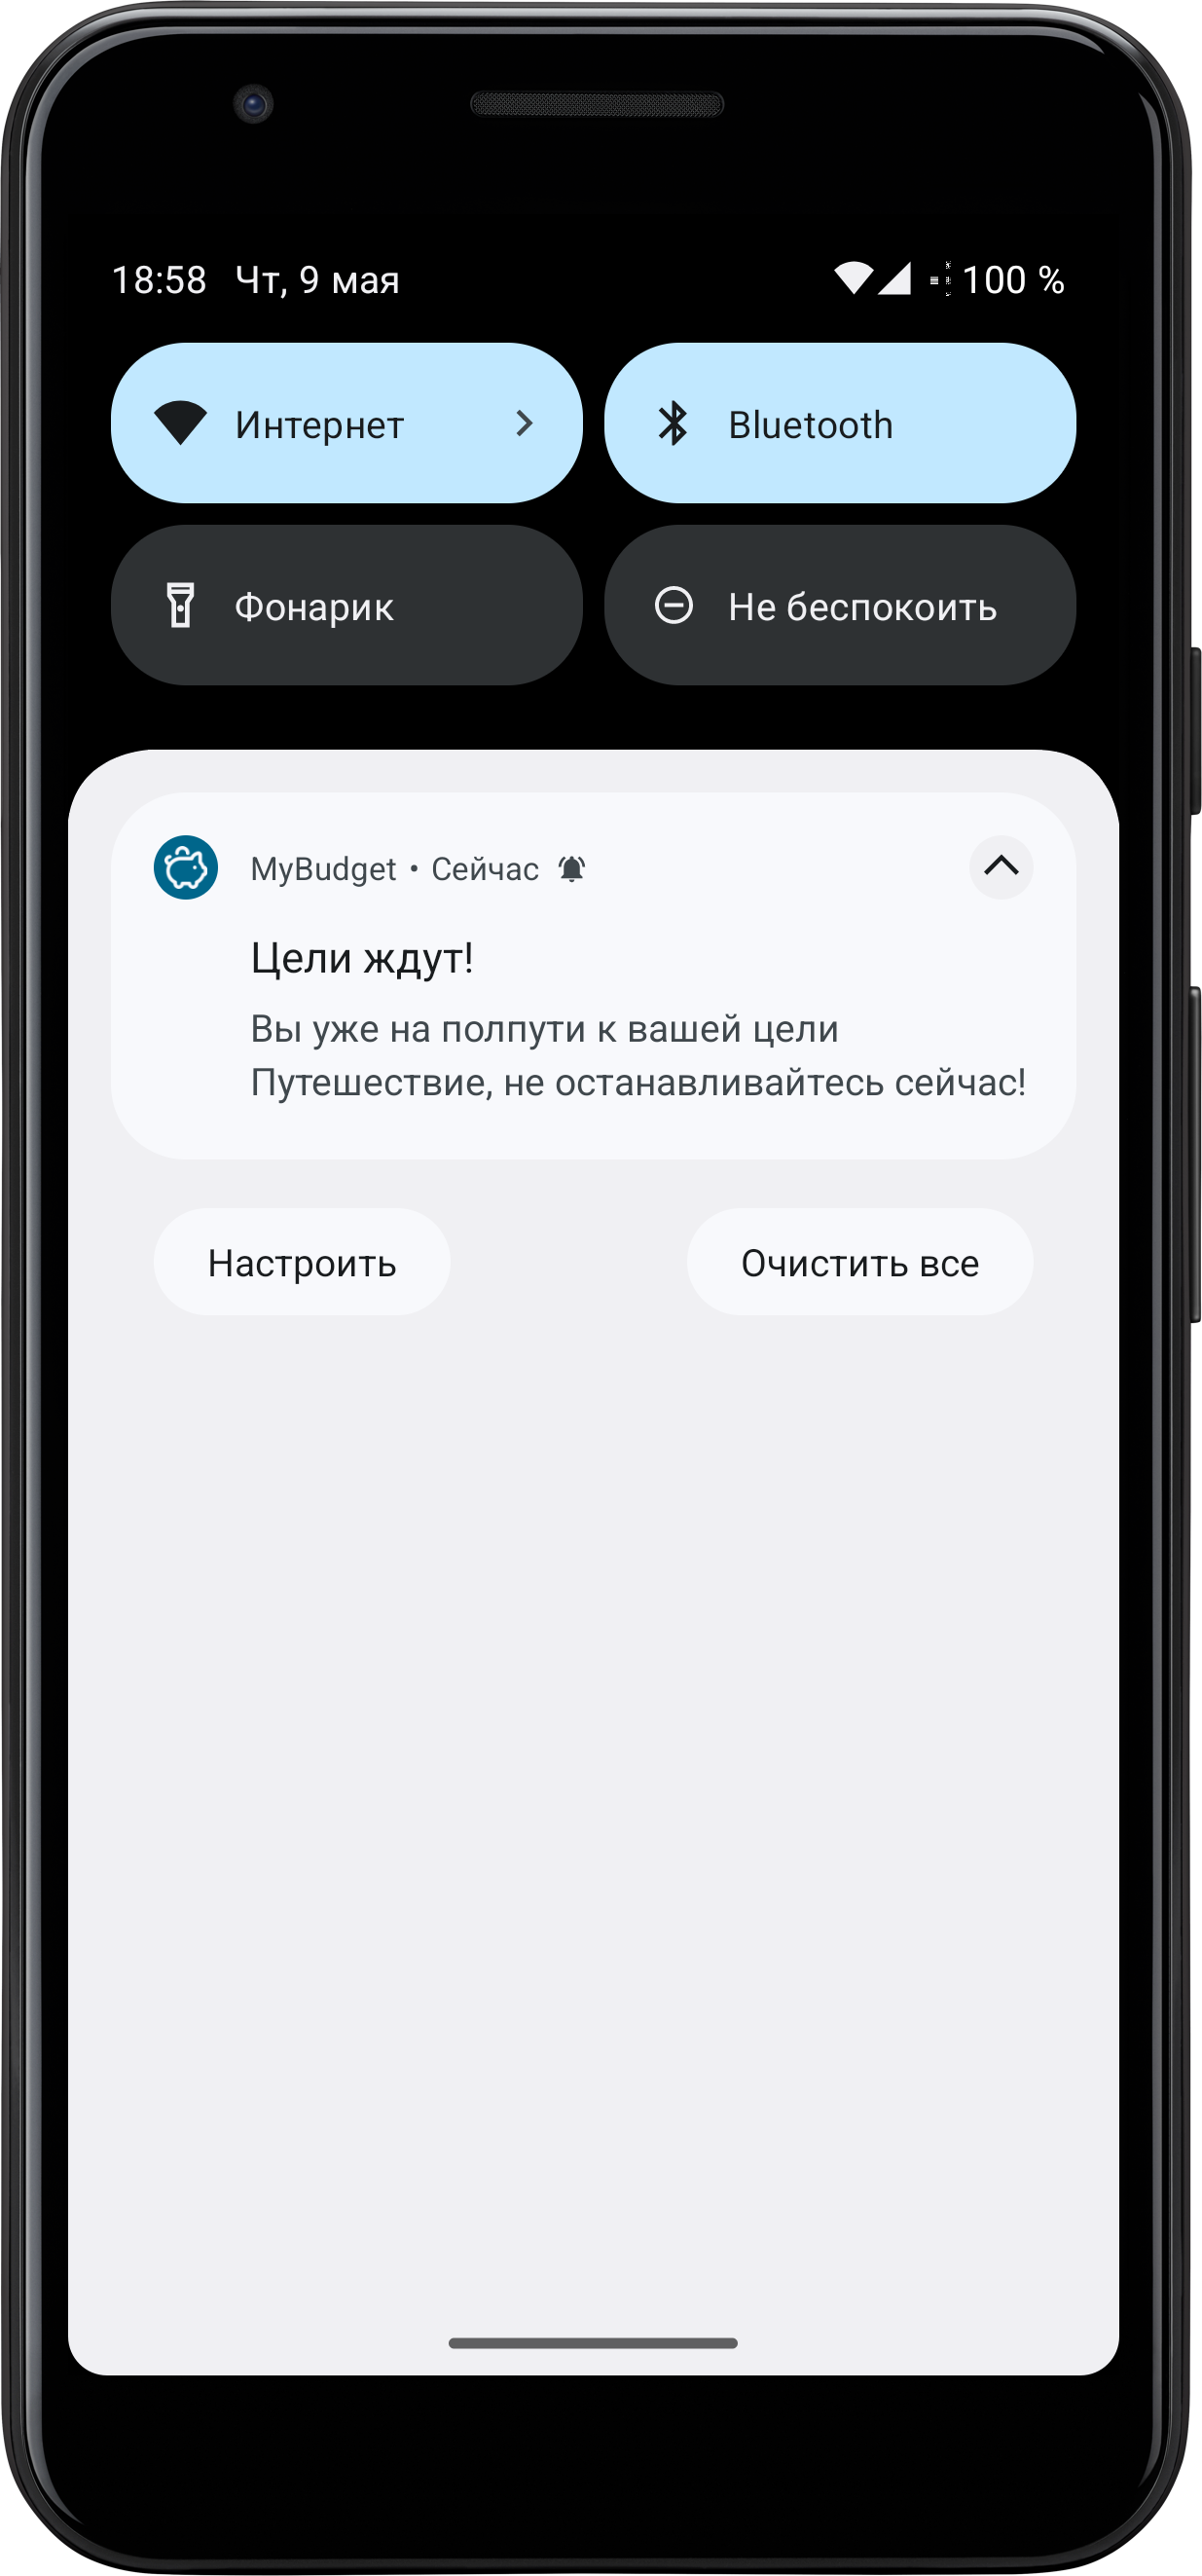 18:58 Чт, 9 мая 100 %
Интернет Bluetooth
Фонарик Не беспокоить
MyBudget • Сейчас
Цели ждут!
Вы уже на полпути к вашей цели
Путешествие, не останавливайтесь сейчас!
Настроить Очистить все